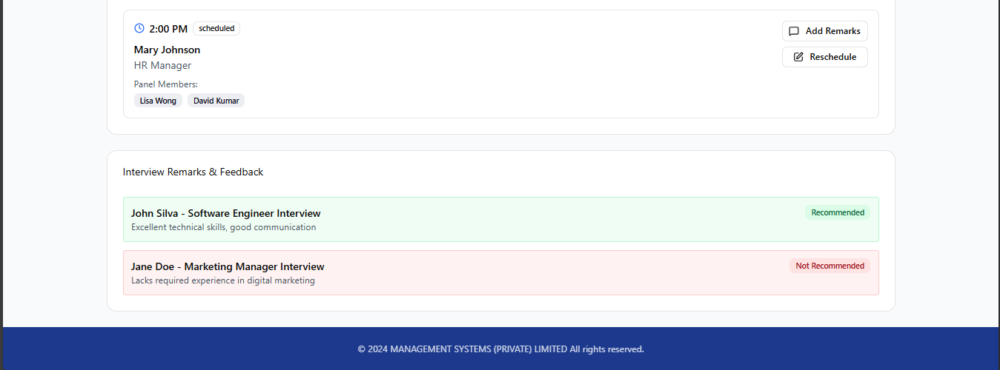 2:00 PM scheduled
Add Remarks
Mary Johnson
Reschedule
HR Manager
Panel Members:
Lisa Wong David Kumar
Interview Remarks & Feedback
John Silva - Software Engineer Interview
Recommended
Excellent technical skills, good communication
Jane Doe - Marketing Manager Interview
Not Recommended
Lacks required experience in digital marketing
© 2024 MANAGEMENT SYSTEMS (PRIVATE) LIMITED All rights reserved.